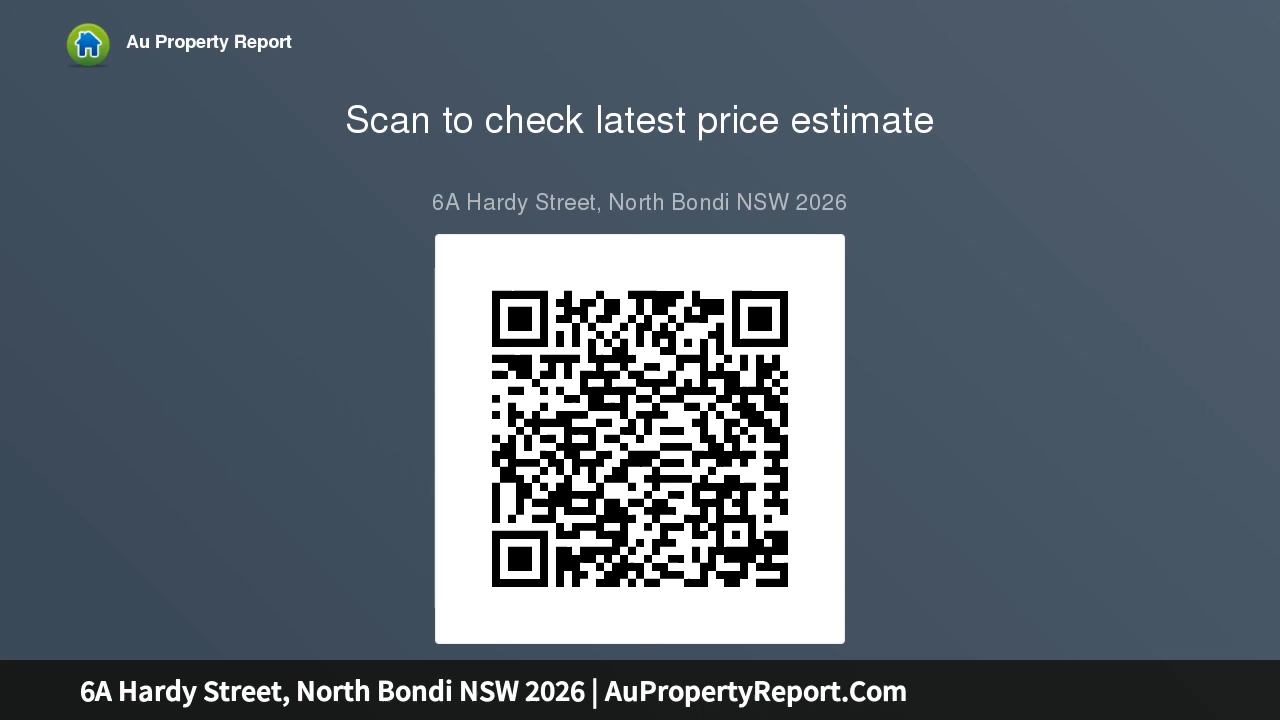 Au Property Report
Scan to check latest price estimate
6A Hardy Street, North Bondi NSW 2026
6A Hardy Street, North Bondi NSW 2026 | AuPropertyReport.Com